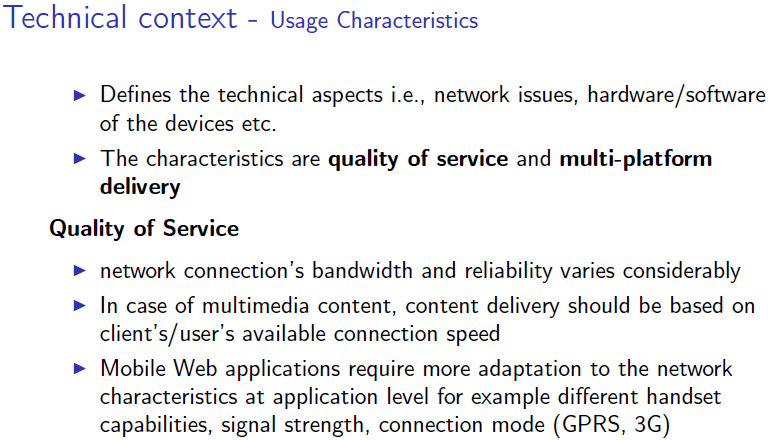 Technical context - Usage Characteristics
▶ Defines the technical aspects i.e., network issues, hardware/software
of the devices etc.
▶ The characteristics are quality of service and multi-platform
delivery
Quality of Service
▶ network connection's bandwidth and reliability varies considerably
▶ In case of multimedia content, content delivery should be based on
client's/user's available connection speed
▶ Mobile Web applications require more adaptation to the network
characteristics at application level for example different handset
capabilities, signal strength, connection mode (GPRS, 3G)